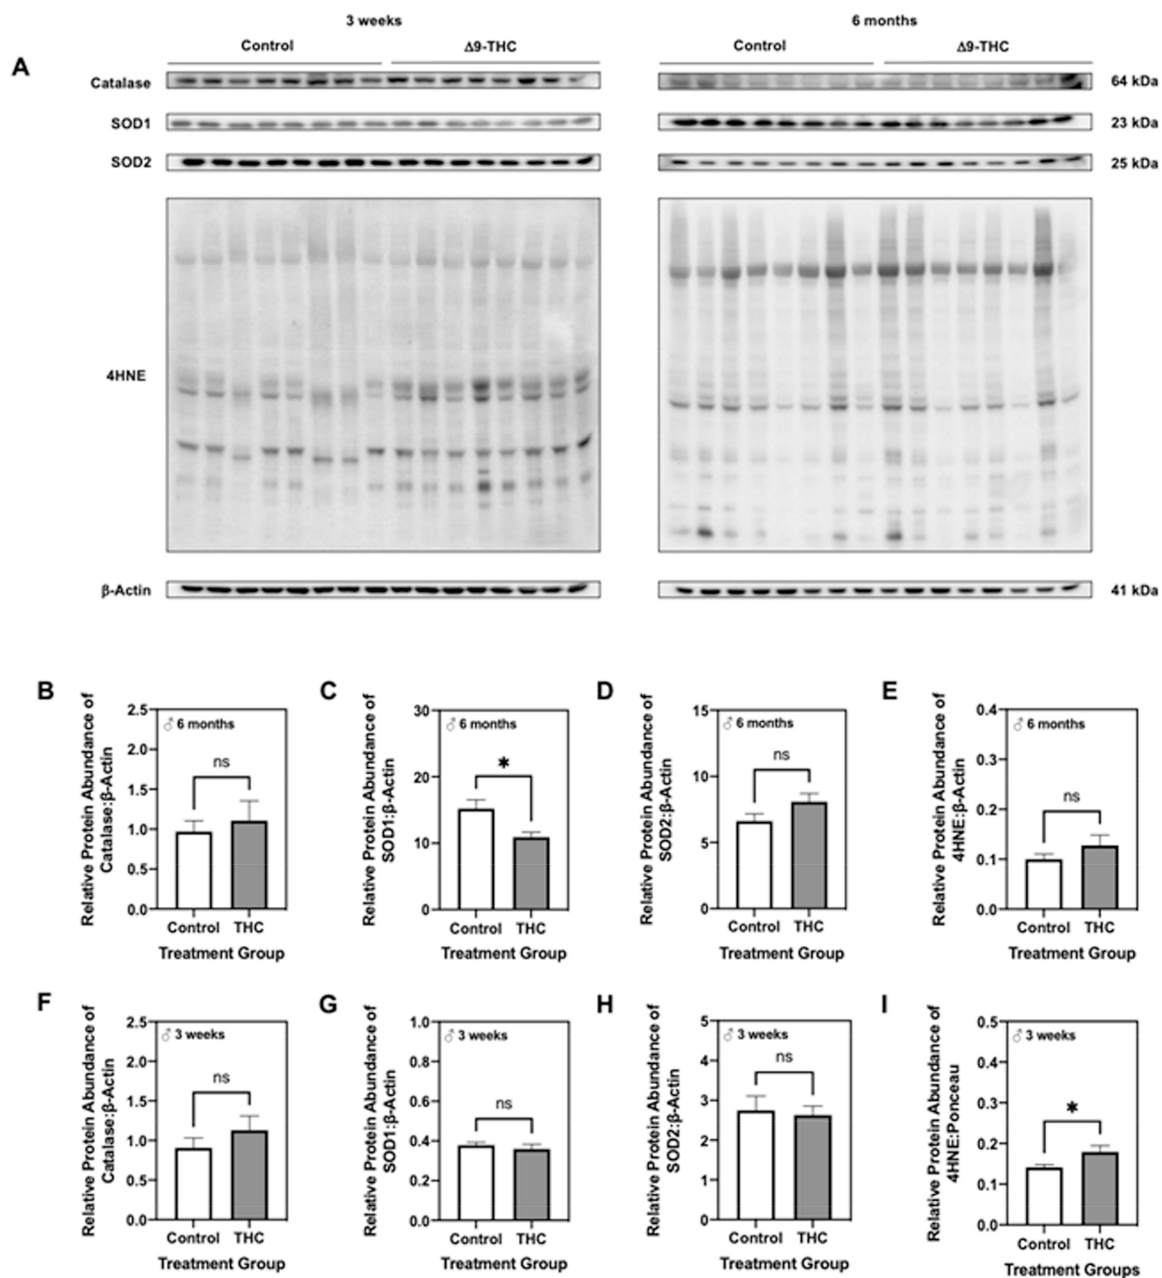 3 weeks
6 months
Control
Δ9-THC
Control
Δ9-THC
A
Catalase
64 kDa
SOD1
23 kDa
SOD2
25 kDa
4HNE
β-Actin
41 kDa
B
Relative Protein Abundance of
Catalase:β-Actin
2.5
2.0
1.5
1.0
0.5
0.0
♂ 6 months
ns
Control THC
Treatment Group
C
Relative Protein Abundance of
SOD1:β-Actin
30
20
10
0
♂ 6 months
*
Control THC
Treatment Group
D
Relative Protein Abundance of
SOD2:β-Actin
15
10
5
0
♂ 6 months
ns
Control THC
Treatment Group
E
Relative Protein Abundance of
4HNE:β-Actin
0.4
0.3
0.2
0.1
0.0
♂ 6 months
ns
Control THC
Treatment Group
F
Relative Protein Abundance of
Catalase:β-Actin
2.5
2.0
1.5
1.0
0.5
0.0
♂ 3 weeks
ns
Control THC
Treatment Group
G
Relative Protein Abundance of
SOD1:β-Actin
1.0
0.8
0.6
0.4
0.2
0.0
♂ 3 weeks
ns
Control THC
Treatment Group
H
Relative Protein Abundance of
SOD2:β-Actin
5
4
3
2
1
0
♂ 3 weeks
ns
Control THC
Treatment Group
I
Relative Protein Abundance of
4HNE:Ponceau
0.5
0.4
0.3
0.2
0.1
0.0
♂ 3 weeks
*
Control THC
Treatment Groups